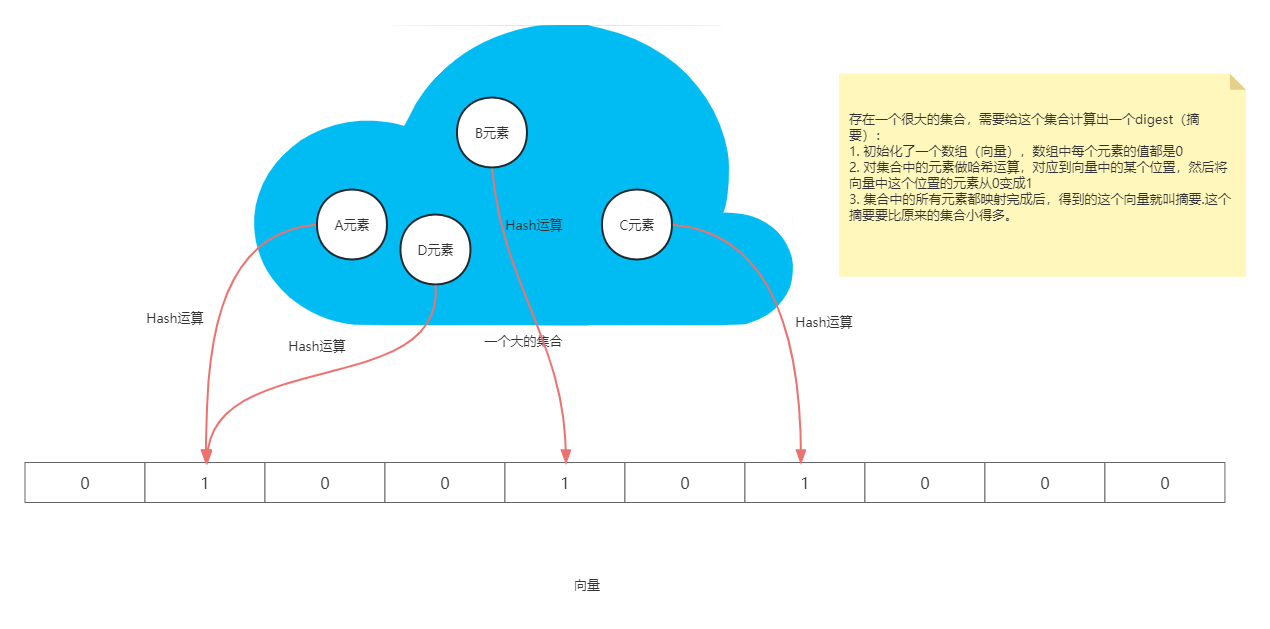 B元素
A元素
D元素
C元素
Hash运算
Hash运算
Hash运算
Hash运算
一个大的集合
存在一个很大的集合，需要给这个集合计算出一个digest（摘
要）：
1. 初始化了一个数组（向量），数组中每个元素的值都是0
2. 对集合中的元素做哈希运算，对应到向量中的某个位置，然后将
向量中这个位置的元素从0变成1
3. 集合中的所有元素都映射完成后，得到的这个向量就叫摘要.这个
摘要要比原来的集合小得多。
0 1 0 0 1 0 1 0 0 0
向量